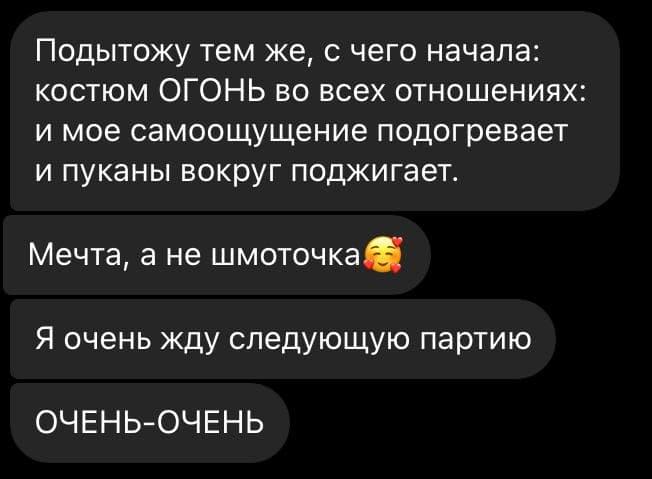 Подытожу тем же, с чего начала:
костюм ОГОНЬ во всех отношениях:
и мое самоощущение подогревает
и пуканы вокруг поджигает.
Мечта, а не шмоточка🥰
Я очень жду следующую партию
ОЧЕНЬ-ОЧЕНЬ